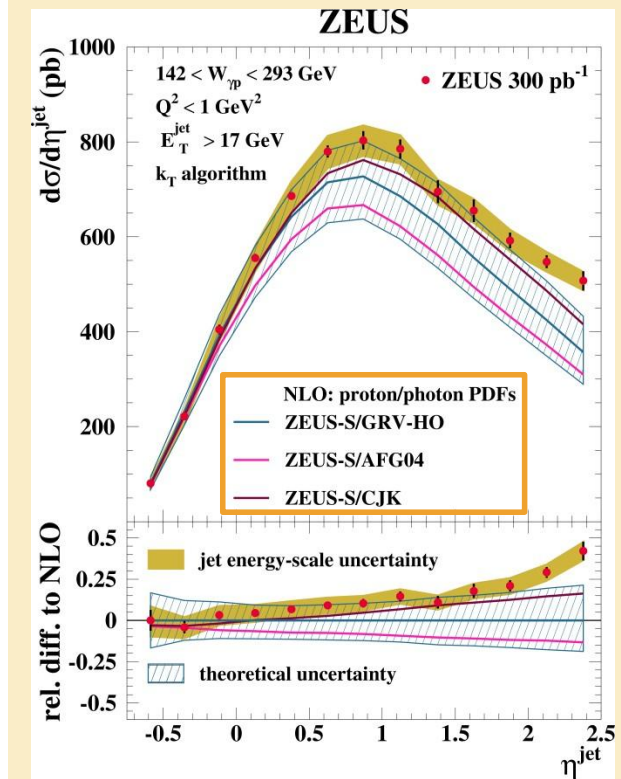 ZEUS
dσ/dη^jet (pb)
1000
800
600
400
200
142 < W_γp < 293 GeV
Q² < 1 GeV²
E_T^jet > 17 GeV
k_T algorithm
ZEUS 300 pb⁻¹
NLO: proton/photon PDFs
ZEUS-S/GRV-HO
ZEUS-S/AFG04
ZEUS-S/CJK
rel. diff. to NLO
0.5
0.25
0
-0.25
-0.5
jet energy-scale uncertainty
theoretical uncertainty
-0.5 0 0.5 1 1.5 2 2.5
η^jet